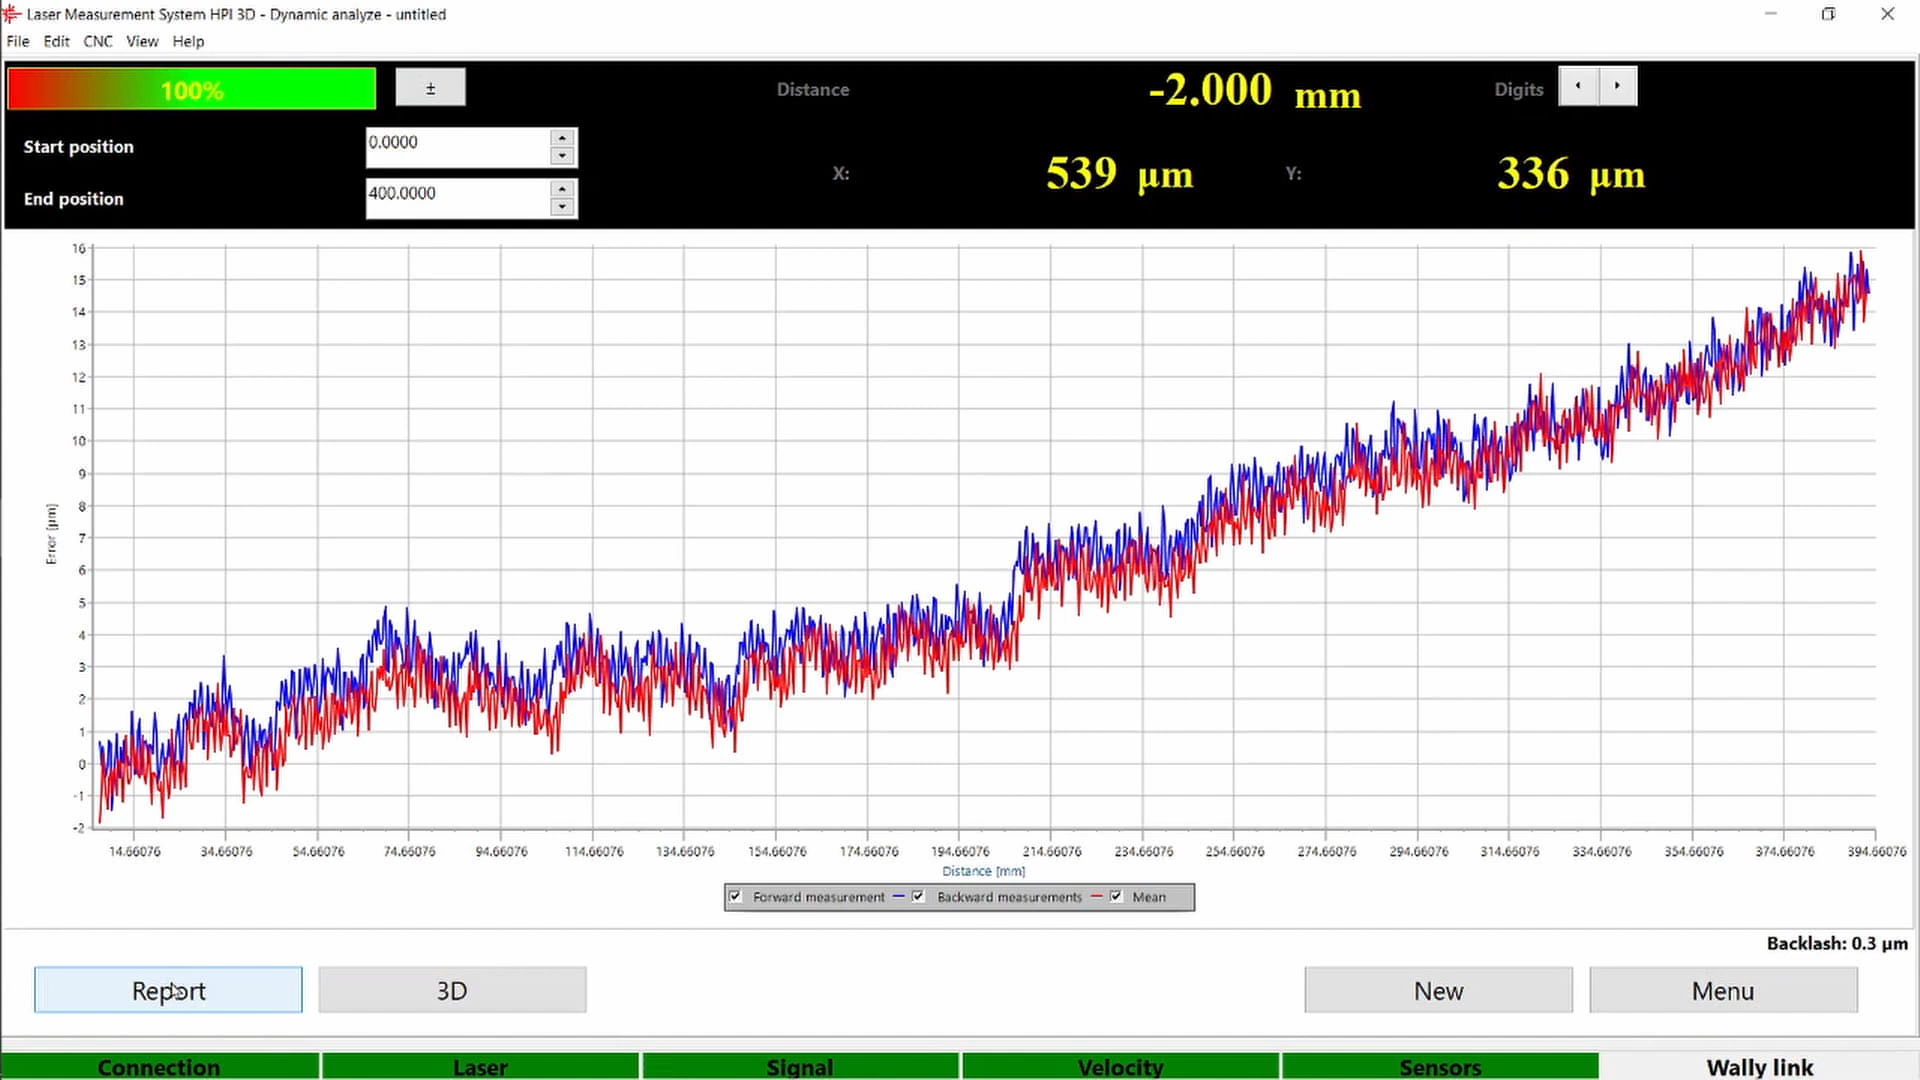 Laser Measurement System HPI 3D - Dynamic analyze - untitled
File Edit CNC View Help
100% ± Distance -2.000 mm Digits
Start position 0.0000
X: 539 µm Y: 336 µm
End position 400.0000
16
15
14
13
12
11
10
9
8
7
6
5
4
3
2
1
0
-1
-2
Error [µm]
14.66076 34.66076 54.66076 74.66076 94.66076 114.66076 134.66076 154.66076 174.66076 194.66076 214.66076 234.66076 254.66076 274.66076 294.66076 314.66076 334.66076 354.66076 374.66076 394.66076
Distance [mm]
Forward measurement Backward measurements Mean
Backlash: 0.3 µm
Report 3D New Menu
Connection Laser Signal Velocity Sensors Wally link